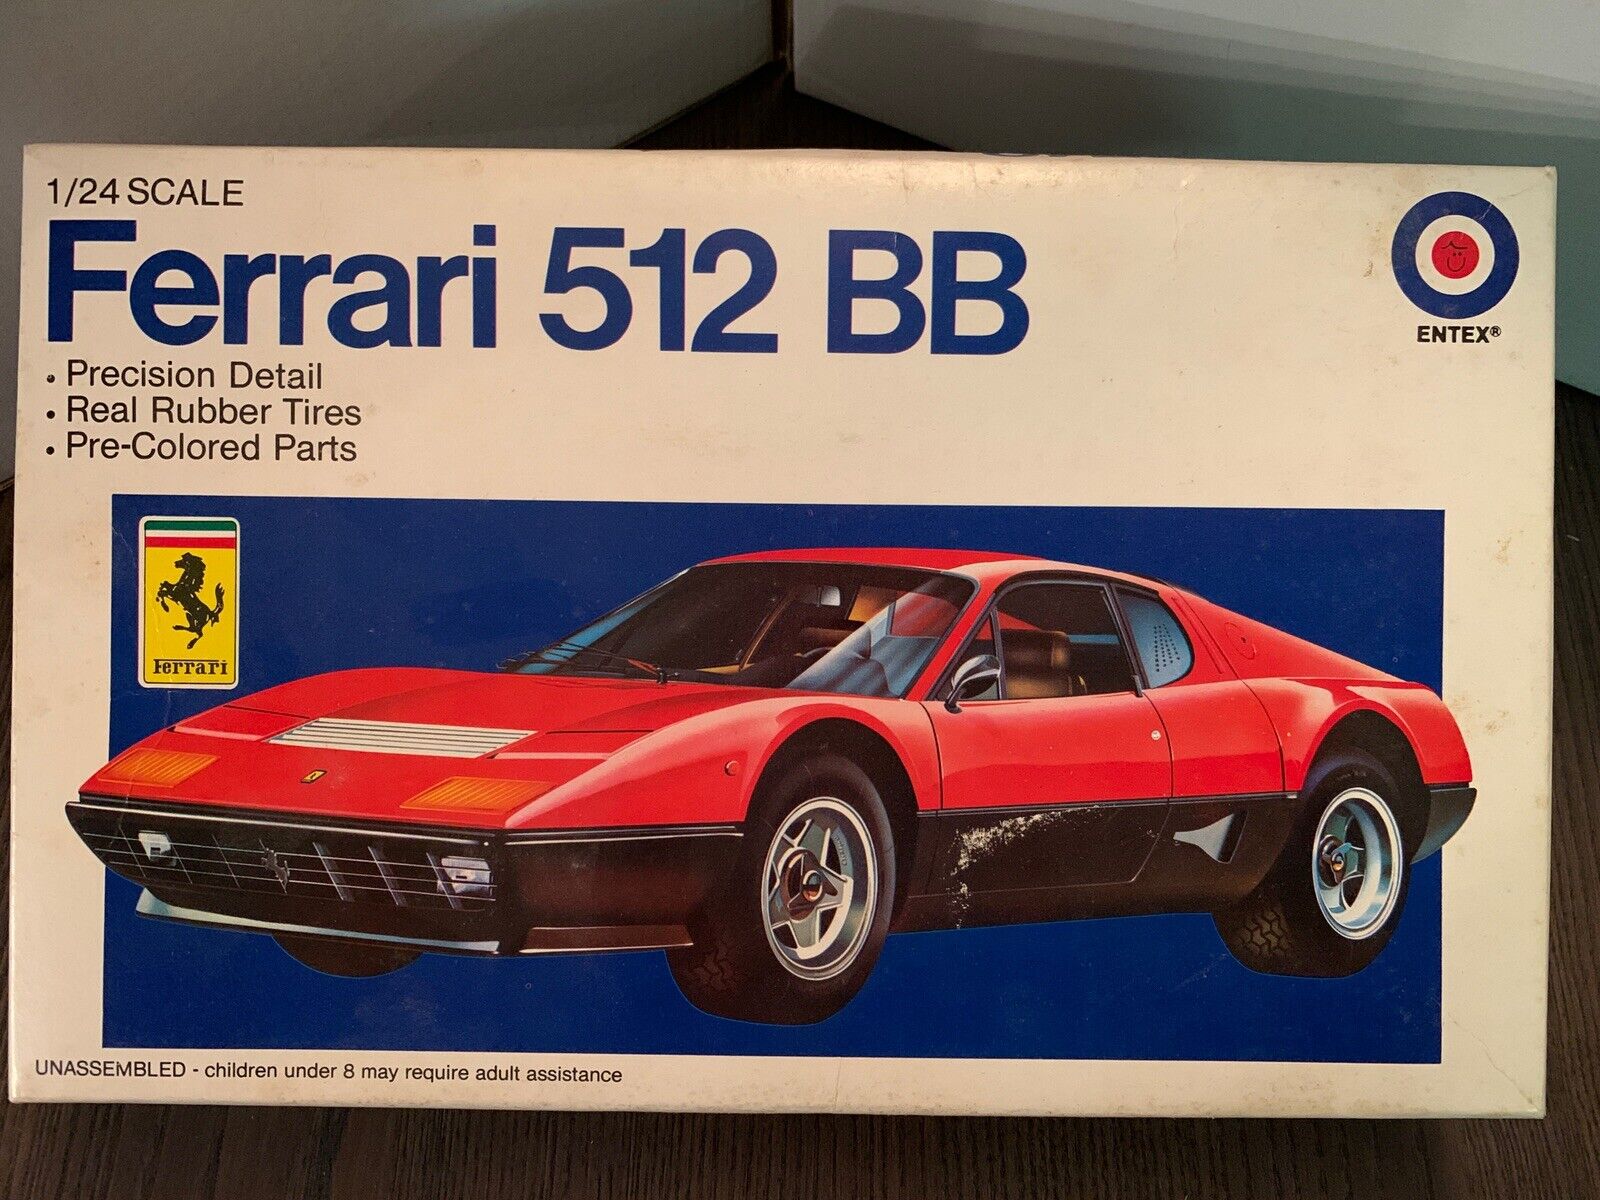 1/24 SCALE
Ferrari 512 BB
• Precision Detail
• Real Rubber Tires
• Pre-Colored Parts
ENTEX®
Ferrari
UNASSEMBLED - children under 8 may require adult assistance